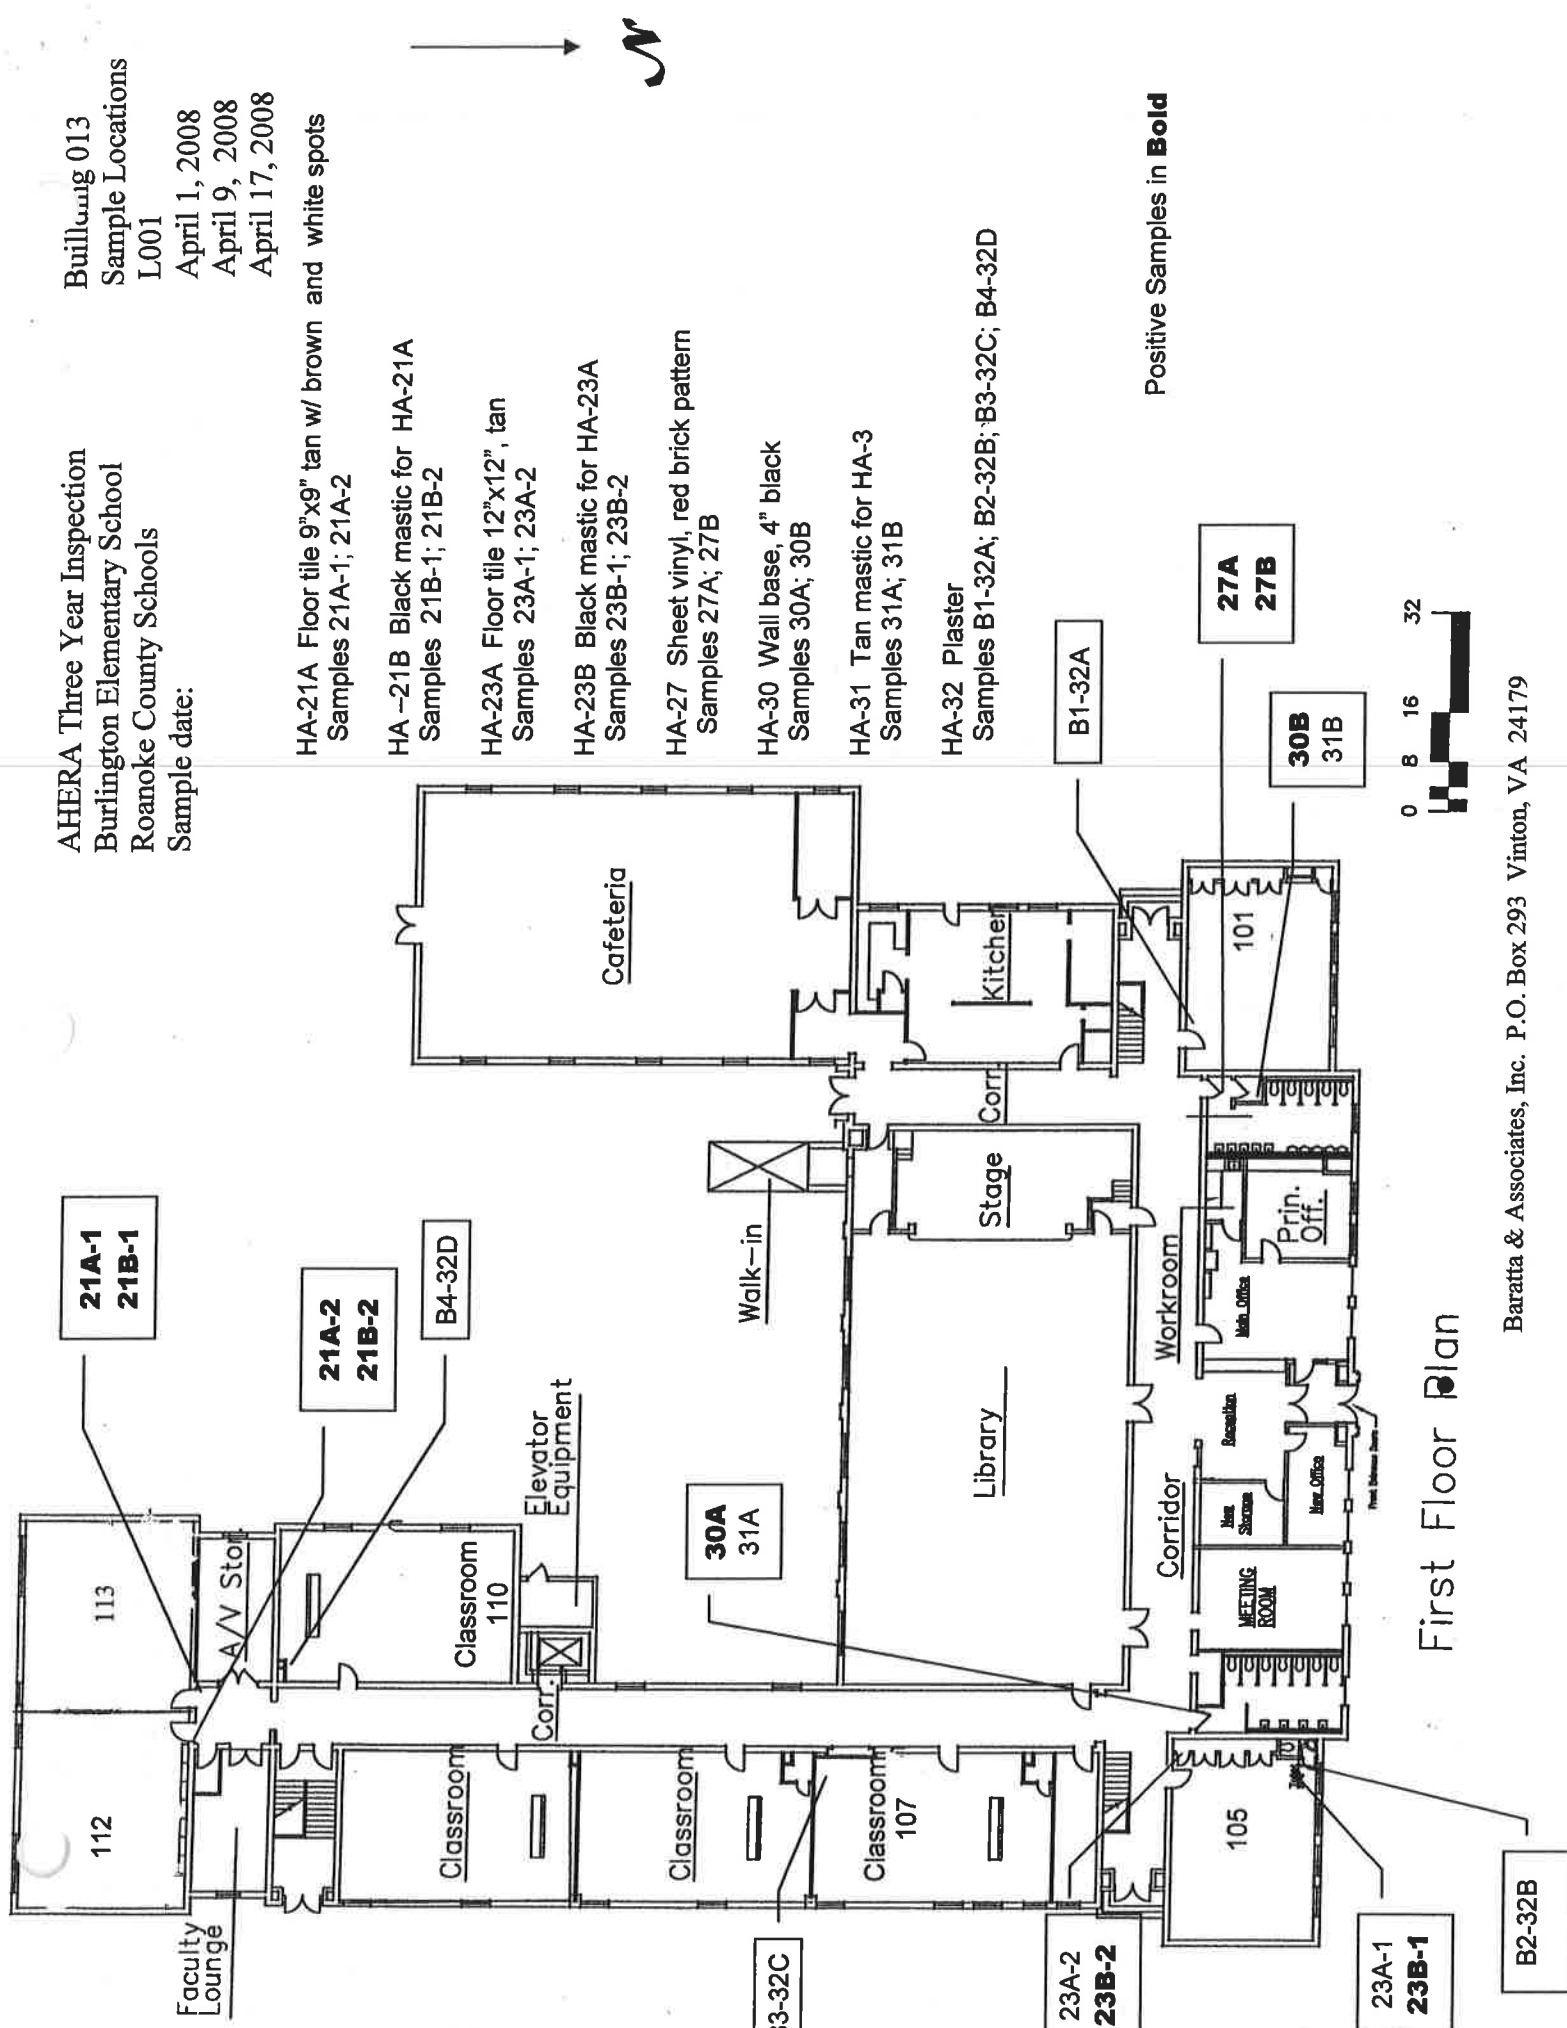 AHERA Three Year Inspection
Burlington Elementary School
Roanoke County Schools
Sample date:
Building 013
Sample Locations
L001
April 1, 2008
April 9, 2008
April 17, 2008
N
HA-21A Floor tile 9"x9" tan w/ brown and white spots
Samples 21A-1; 21A-2
HA--21B Black mastic for HA-21A
Samples 21B-1; 21B-2
HA-23A Floor tile 12"x12", tan
Samples 23A-1; 23A-2
HA-23B Black mastic for HA-23A
Samples 23B-1; 23B-2
HA-27 Sheet vinyl, red brick pattern
Samples 27A; 27B
HA-30 Wall base, 4" black
Samples 30A; 30B
HA-31 Tan mastic for HA-3
Samples 31A; 31B
HA-32 Plaster
Samples B1-32A; B2-32B; B3-32C; B4-32D
Positive Samples in Bold
21A-1
21B-1
21A-2
21B-2
B4-32D
30A
31A
B1-32A
27A
27B
30B
31B
33-32C
23A-2
23B-2
23A-1
23B-1
B2-32B
112
113
Faculty
Lounge
A/V Stor.
Classroom
110
Elevator
Equipment
Corr.
Classroom
Classroom
Classroom
107
105
Walk-in
Cafeteria
Kitchen
Corr.
Stage
Library
Corridor
Workroom
101
Prin.
Off.
Main Office
Reception
New
Storage
New Office
MEETING
ROOM
Front Entrance Doors
First Floor Plan
0 8 16 32
Baratta & Associates, Inc. P.O. Box 293 Vinton, VA 24179